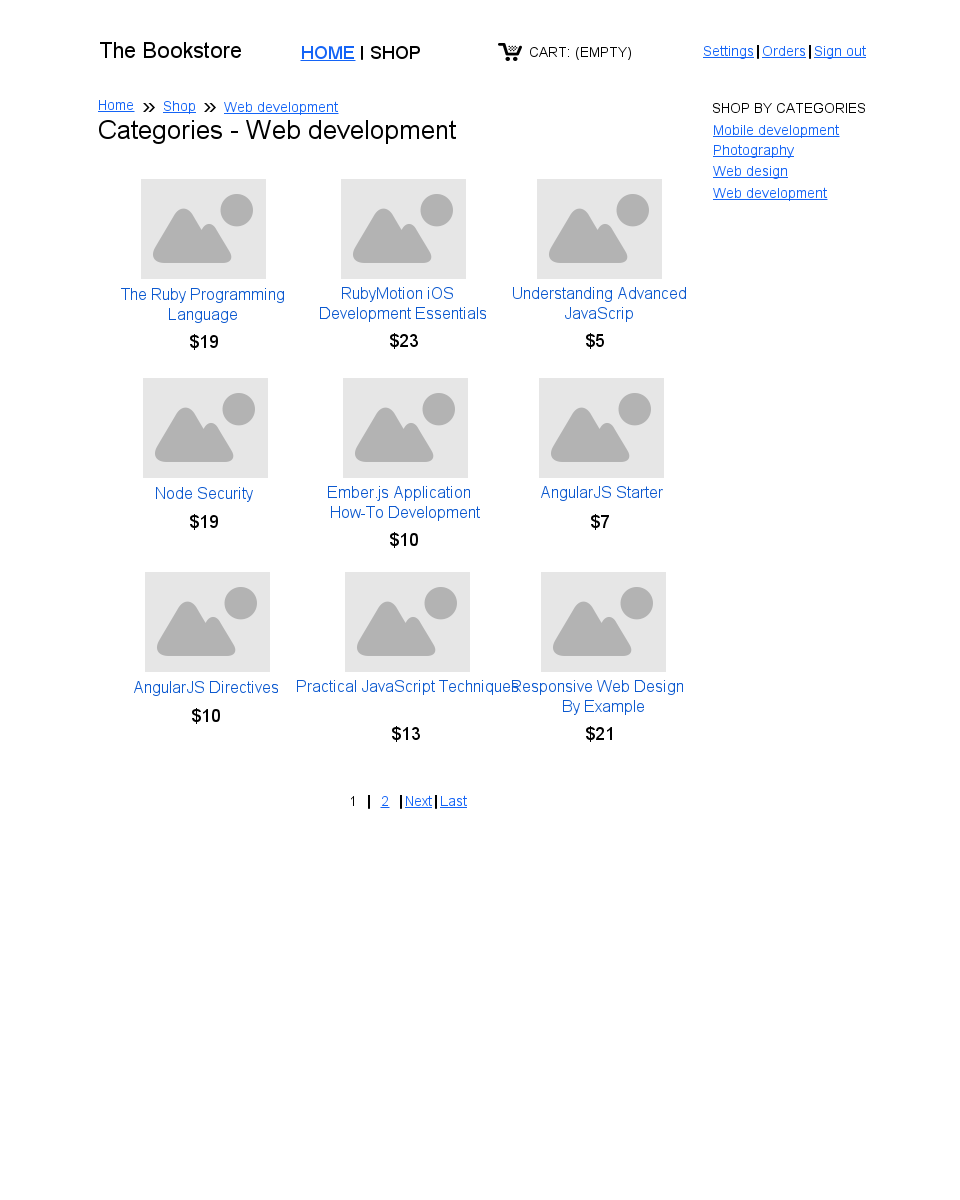 The Bookstore
HOME | SHOP
CART: (EMPTY)
Settings | Orders | Sign out
Home » Shop » Web development
Categories - Web development
SHOP BY CATEGORIES
Mobile development
Photography
Web design
Web development
The Ruby Programming
Language
$19
RubyMotion iOS
Development Essentials
$23
Understanding Advanced
JavaScrip
$5
Node Security
$19
Ember.js Application
How-To Development
$10
AngularJS Starter
$7
AngularJS Directives
$10
Practical JavaScript Techniques
$13
Responsive Web Design
By Example
$21
1 | 2 | Next | Last